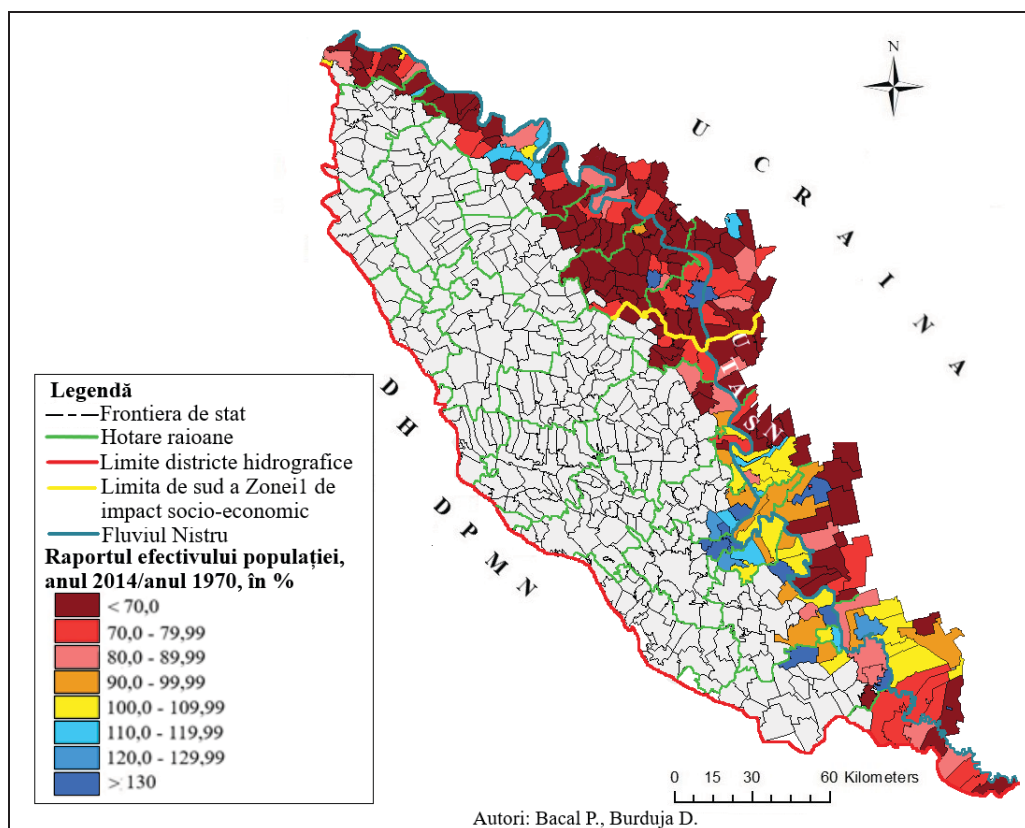 N
U C R A I N A
UTASN
DH DPMN
Legendă
Frontiera de stat
Hotare raioane
Limite districte hidrografice
Limita de sud a Zonei1 de
impact socio-economic
Fluviul Nistru
Raportul efectivului populației,
anul 2014/anul 1970, în %
< 70,0
70,0 - 79,99
80,0 - 89,99
90,0 - 99,99
100,0 - 109,99
110,0 - 119,99
120,0 - 129,99
> 130
0 15 30 60 Kilometers
Autori: Bacal P., Burduja D.